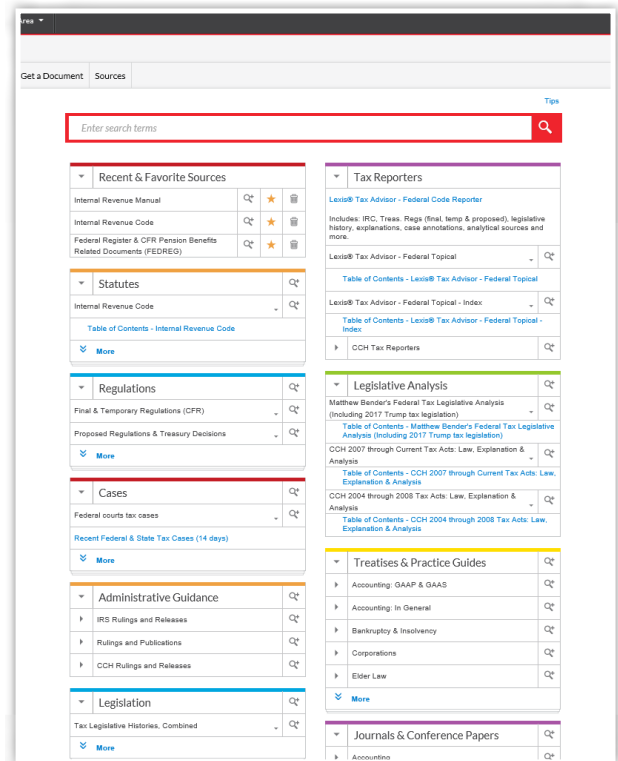 Area
Get a Document Sources
Tips
Enter search terms
Recent & Favorite Sources
Internal Revenue Manual
Internal Revenue Code
Federal Register & CFR Pension Benefits
Related Documents (FEDREG)
Statutes
Internal Revenue Code
Table of Contents - Internal Revenue Code
More
Regulations
Final & Temporary Regulations (CFR)
Proposed Regulations & Treasury Decisions
More
Cases
Federal courts tax cases
Recent Federal & State Tax Cases (14 days)
More
Administrative Guidance
IRS Rulings and Releases
Rulings and Publications
CCH Rulings and Releases
Legislation
Tax Legislative Histories, Combined
More
Tax Reporters
Lexis® Tax Advisor - Federal Code Reporter
Includes: IRC, Treas. Regs (final, temp & proposed), legislative
history, explanations, case annotations, analytical sources and
more.
Lexis® Tax Advisor - Federal Topical
Table of Contents - Lexis® Tax Advisor - Federal Topical
Lexis® Tax Advisor - Federal Topical - Index
Table of Contents - Lexis® Tax Advisor - Federal Topical -
Index
CCH Tax Reporters
Legislative Analysis
Matthew Bender's Federal Tax Legislative Analysis
(Including 2017 Trump tax legislation)
Table of Contents - Matthew Bender's Federal Tax Legislative
Analysis (Including 2017 Trump tax legislation)
CCH 2007 through Current Tax Acts: Law, Explanation &
Analysis
Table of Contents - CCH 2007 through Current Tax Acts: Law,
Explanation & Analysis
CCH 2004 through 2008 Tax Acts: Law, Explanation &
Analysis
Table of Contents - CCH 2004 through 2008 Tax Acts: Law,
Explanation & Analysis
Treatises & Practice Guides
Accounting: GAAP & GAAS
Accounting: In General
Bankruptcy & Insolvency
Corporations
Elder Law
More
Journals & Conference Papers
Accounting